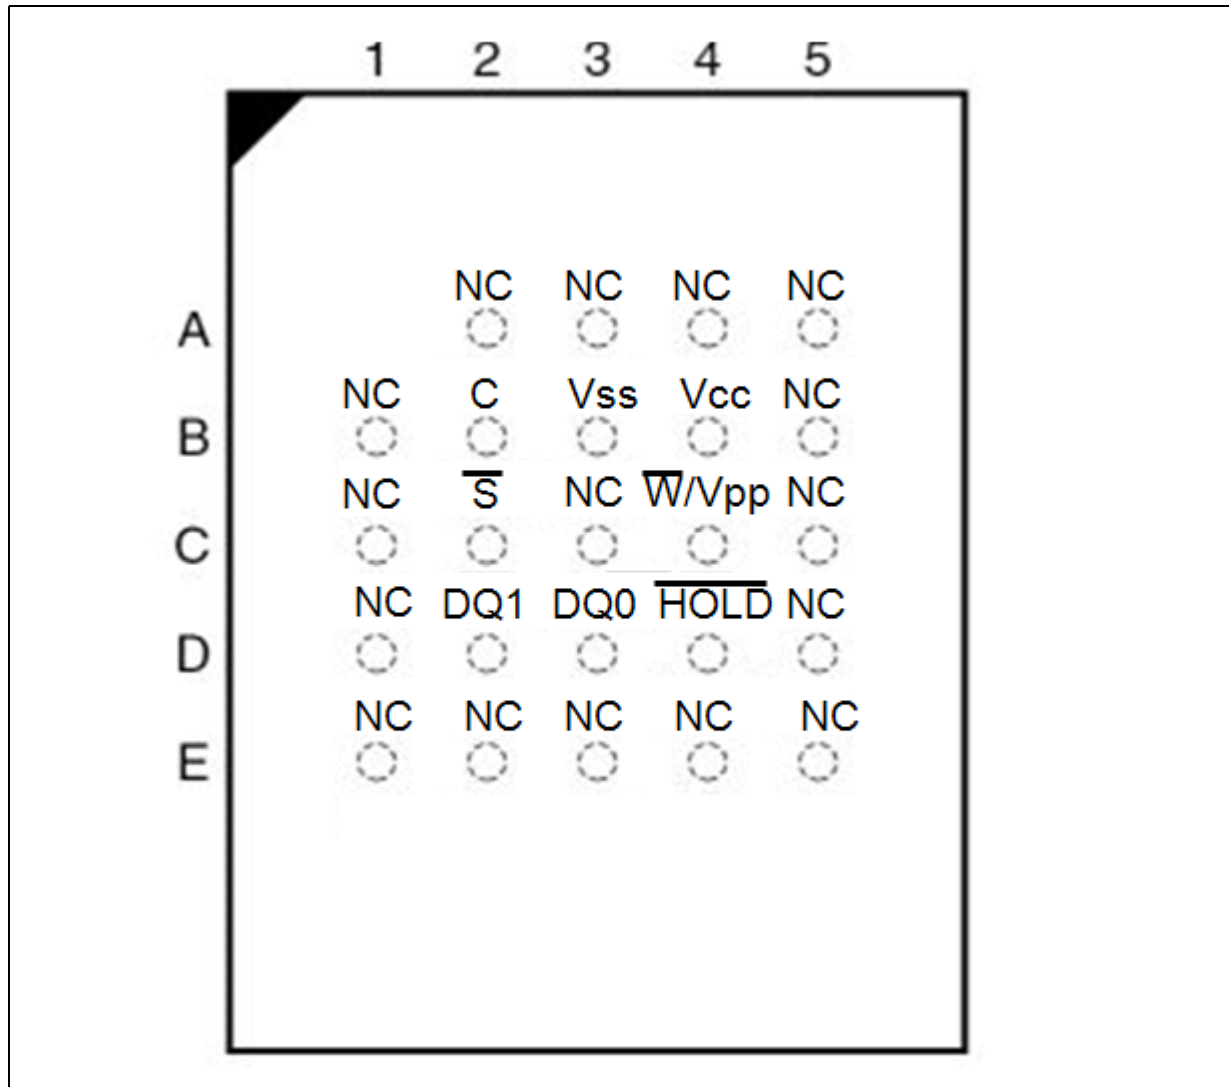 1 2 3 4 5
NC NC NC NC
A
NC C Vss Vcc NC
B
NC S̅ NC W̅/Vpp NC
C
NC DQ1 DQ0 H̅O̅L̅D̅ NC
D
NC NC NC NC NC
E